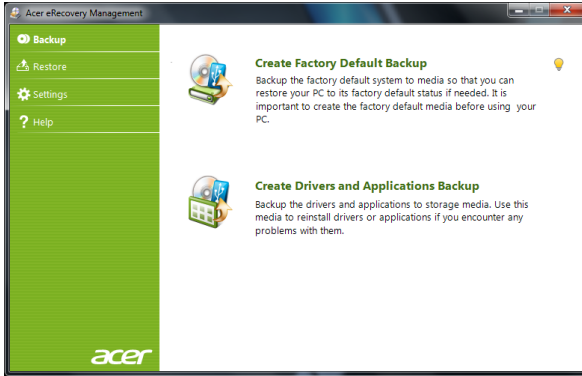 Acer eRecovery Management
Backup
Restore
Settings
? Help
Create Factory Default Backup
Backup the factory default system to media so that you can
restore your PC to its factory default status if needed. It is
important to create the factory default media before using your
PC.
Create Drivers and Applications Backup
Backup the drivers and applications to storage media. Use this
media to reinstall drivers or applications if you encounter any
problems with them.
acer